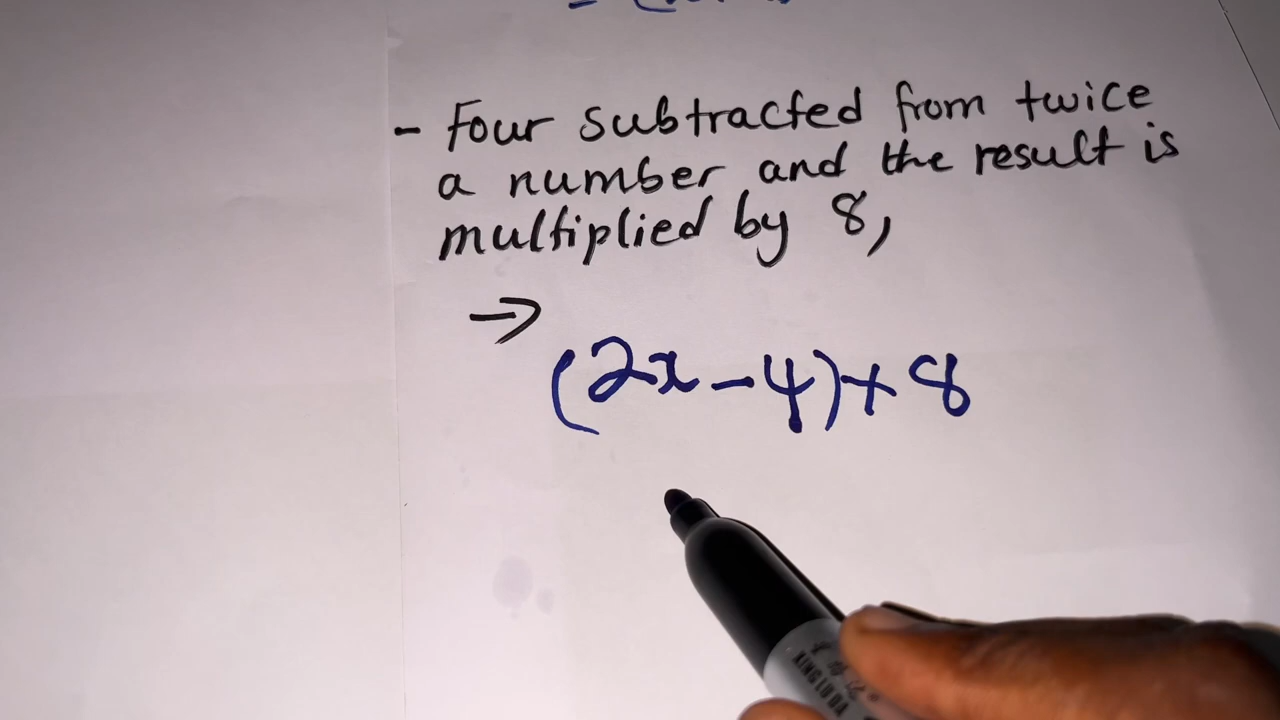 - Four subtracted from twice
a number and the result is
multiplied by 8,
→
(2x - 4) × 8